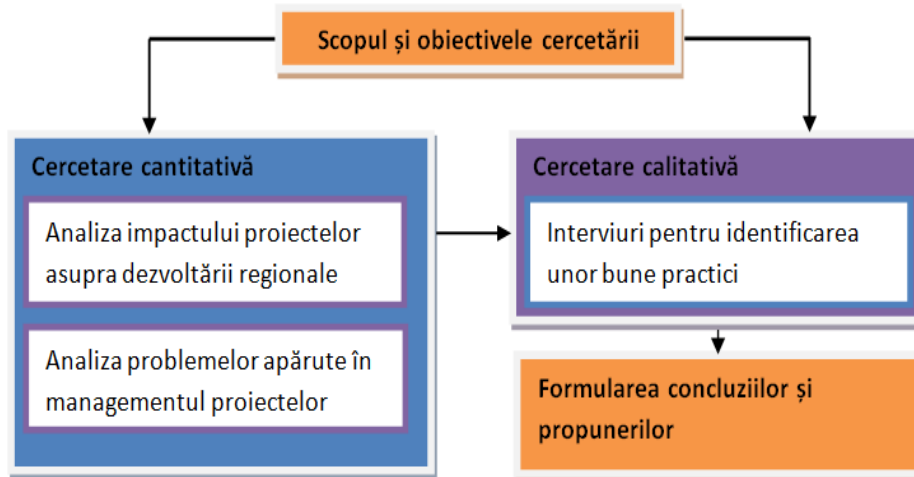 Scopul și obiectivele cercetării
Cercetare cantitativă
Analiza impactului proiectelor
asupra dezvoltării regionale
Analiza problemelor apărute în
managementul proiectelor
Cercetare calitativă
Interviuri pentru identificarea
unor bune practici
Formularea concluziilor și
propunerilor